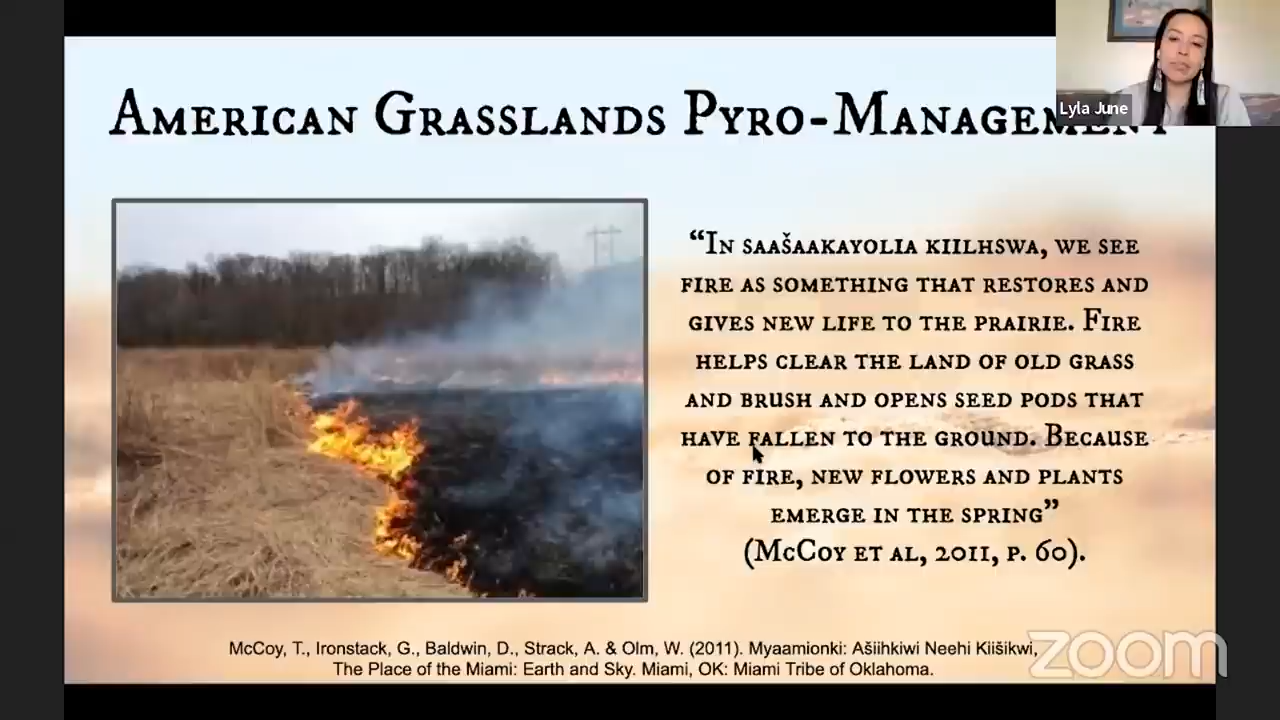 American Grasslands Pyro-Management
Lyla June
“In saašaakayolia kiilhswa, we see
fire as something that restores and
gives new life to the prairie. Fire
helps clear the land of old grass
and brush and opens seed pods that
have fallen to the ground. Because
of fire, new flowers and plants
emerge in the spring”
(McCoy et al, 2011, p. 60).
McCoy, T., Ironstack, G., Baldwin, D., Strack, A. & Olm, W. (2011). Myaamionki: Ašiihkiwi Neehi Kiišikwi,
The Place of the Miami: Earth and Sky. Miami, OK: Miami Tribe of Oklahoma.
zoom